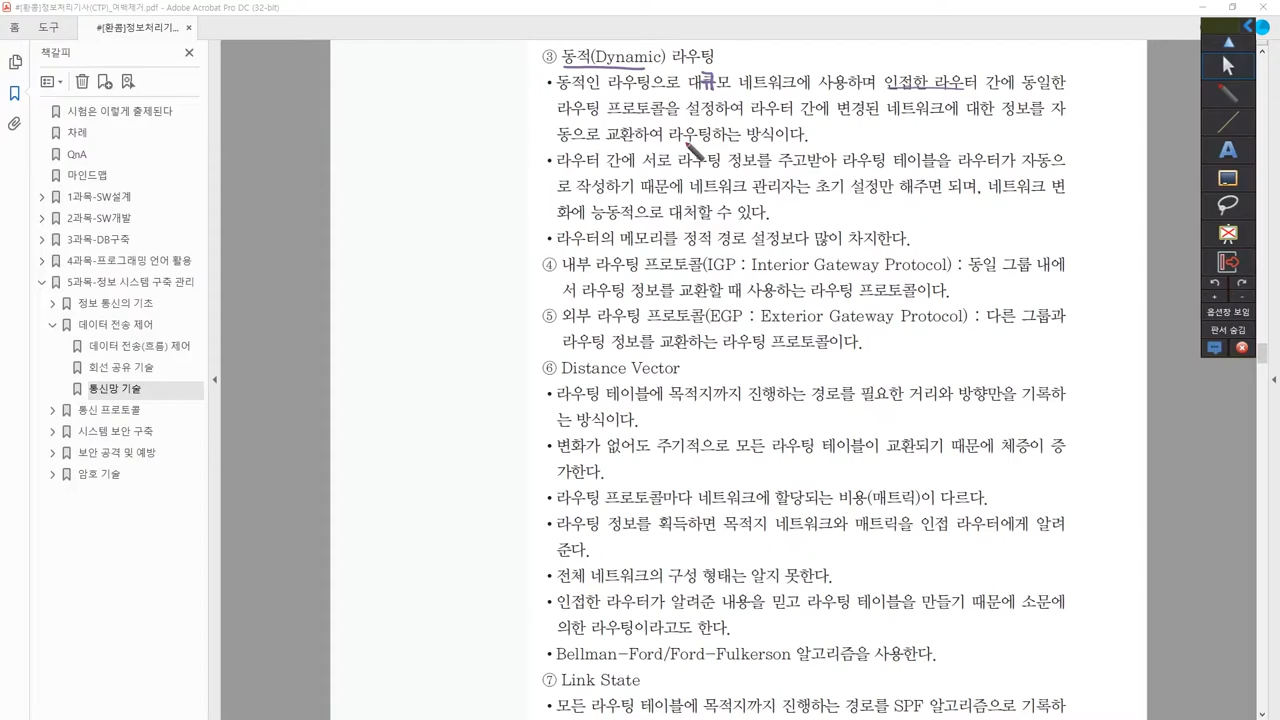 #[환콤]정보처리기사(CTP)_여백제거.pdf - Adobe Acrobat Pro DC (32-bit)
홈
도구
#[환콤]정보처리기...
책갈피
시험은 이렇게 출제된다
차례
QnA
마인드맵
1과목-SW설계
2과목-SW개발
3과목-DB구축
4과목-프로그래밍 언어 활용
5과목-정보 시스템 구축 관리
정보 통신의 기초
데이터 전송 제어
데이터 전송(흐름) 제어
회선 공유 기술
통신망 기술
통신 프로토콜
시스템 보안 구축
보안 공격 및 예방
암호 기술
③ 동적(Dynamic) 라우팅
• 동적인 라우팅으로 대규모 네트워크에 사용하며 인접한 라우터 간에 동일한
라우팅 프로토콜을 설정하여 라우터 간에 변경된 네트워크에 대한 정보를 자
동으로 교환하여 라우팅하는 방식이다.
• 라우터 간에 서로 라우팅 정보를 주고받아 라우팅 테이블을 라우터가 자동으
로 작성하기 때문에 네트워크 관리자는 초기 설정만 해주면 되며, 네트워크 변
화에 능동적으로 대처할 수 있다.
• 라우터의 메모리를 정적 경로 설정보다 많이 차지한다.
④ 내부 라우팅 프로토콜(IGP : Interior Gateway Protocol) : 동일 그룹 내에
서 라우팅 정보를 교환할 때 사용하는 라우팅 프로토콜이다.
⑤ 외부 라우팅 프로토콜(EGP : Exterior Gateway Protocol) : 다른 그룹과
라우팅 정보를 교환하는 라우팅 프로토콜이다.
⑥ Distance Vector
• 라우팅 테이블에 목적지까지 진행하는 경로를 필요한 거리와 방향만을 기록하
는 방식이다.
• 변화가 없어도 주기적으로 모든 라우팅 테이블이 교환되기 때문에 체증이 증
가한다.
• 라우팅 프로토콜마다 네트워크에 할당되는 비용(매트릭)이 다르다.
• 라우팅 정보를 획득하면 목적지 네트워크와 매트릭을 인접 라우터에게 알려
준다.
• 전체 네트워크의 구성 형태는 알지 못한다.
• 인접한 라우터가 알려준 내용을 믿고 라우팅 테이블을 만들기 때문에 소문에
의한 라우팅이라고도 한다.
• Bellman-Ford/Ford-Fulkerson 알고리즘을 사용한다.
⑦ Link State
• 모든 라우팅 테이블에 목적지까지 진행하는 경로를 SPF 알고리즘으로 기록하
A
+ -
옵션창 보임
판서 숨김